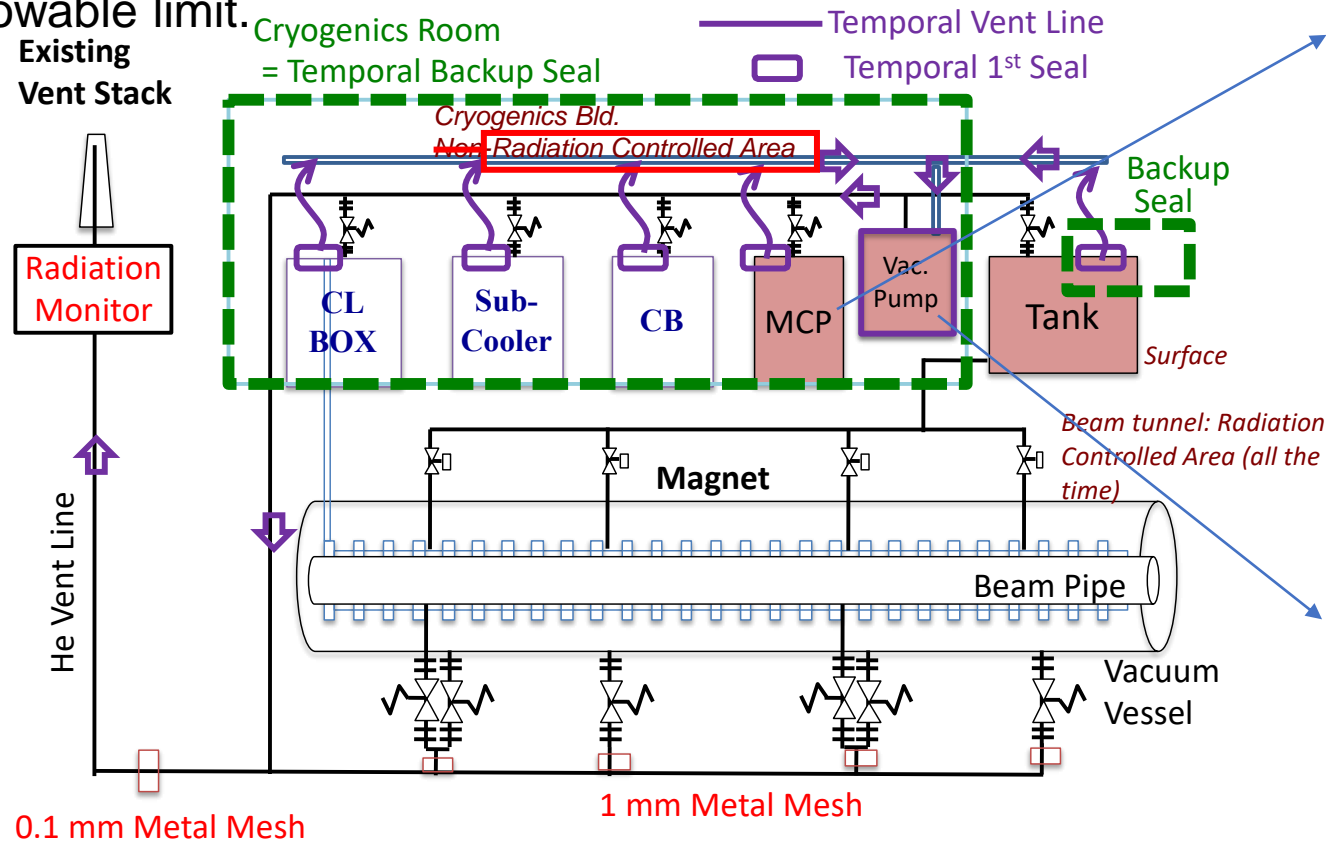 owable limit.
Existing
Vent Stack
Cryogenics Room
= Temporal Backup Seal
Temporal Vent Line
Temporal 1st Seal
Cryogenics Bld.
Non-Radiation Controlled Area
Backup
Seal
Radiation
Monitor
CL
BOX
Sub-
Cooler
CB
MCP
Vac.
Pump
Tank
Surface
Beam tunnel: Radiation
Controlled Area (all the
time)
Magnet
He Vent Line
Beam Pipe
Vacuum
Vessel
1 mm Metal Mesh
0.1 mm Metal Mesh